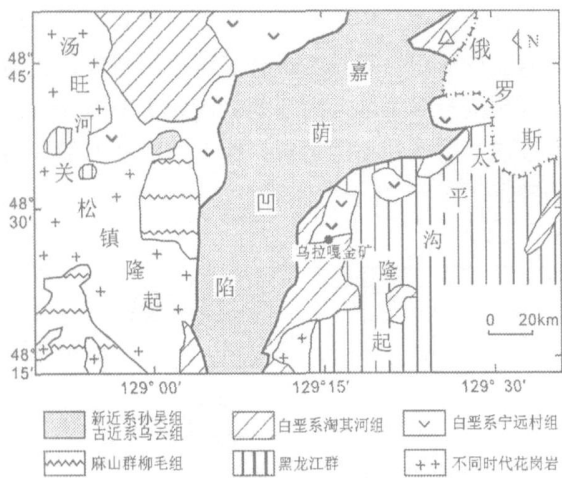 48°
45′
48°
30′
48°
15′
129° 00′
129° 15′
129° 30′
汤旺河
关松镇隆起
嘉荫凹陷
俄罗斯
太平沟隆起
乌拉嘎金矿
N
0 20km
新近系孙吴组
古近系乌云组
白垩系淘淇河组
白垩系宁远村组
麻山群柳毛组
黑龙江群
不同时代花岗岩